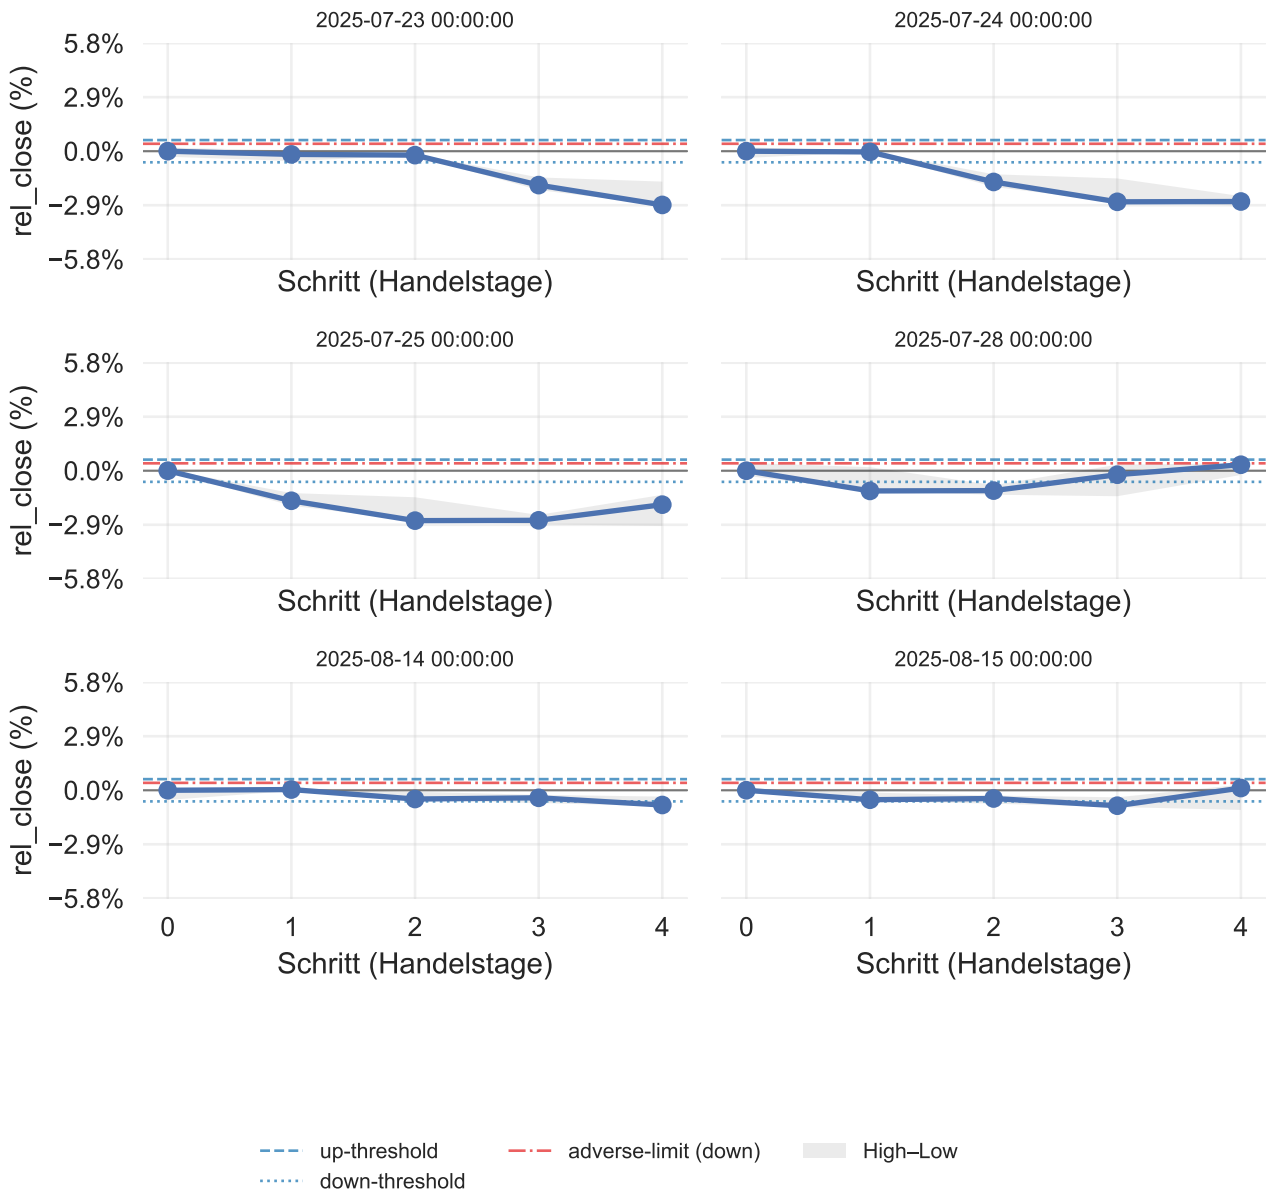 2025-07-23 00:00:00
2025-07-24 00:00:00
5.8%
2.9%
0.0%
−2.9%
−5.8%
rel_close (%)
Schritt (Handelstage)
Schritt (Handelstage)
2025-07-25 00:00:00
2025-07-28 00:00:00
5.8%
2.9%
0.0%
−2.9%
−5.8%
rel_close (%)
Schritt (Handelstage)
Schritt (Handelstage)
2025-08-14 00:00:00
2025-08-15 00:00:00
5.8%
2.9%
0.0%
−2.9%
−5.8%
rel_close (%)
0 1 2 3 4
0 1 2 3 4
Schritt (Handelstage)
Schritt (Handelstage)
up-threshold
adverse-limit (down)
High–Low
down-threshold